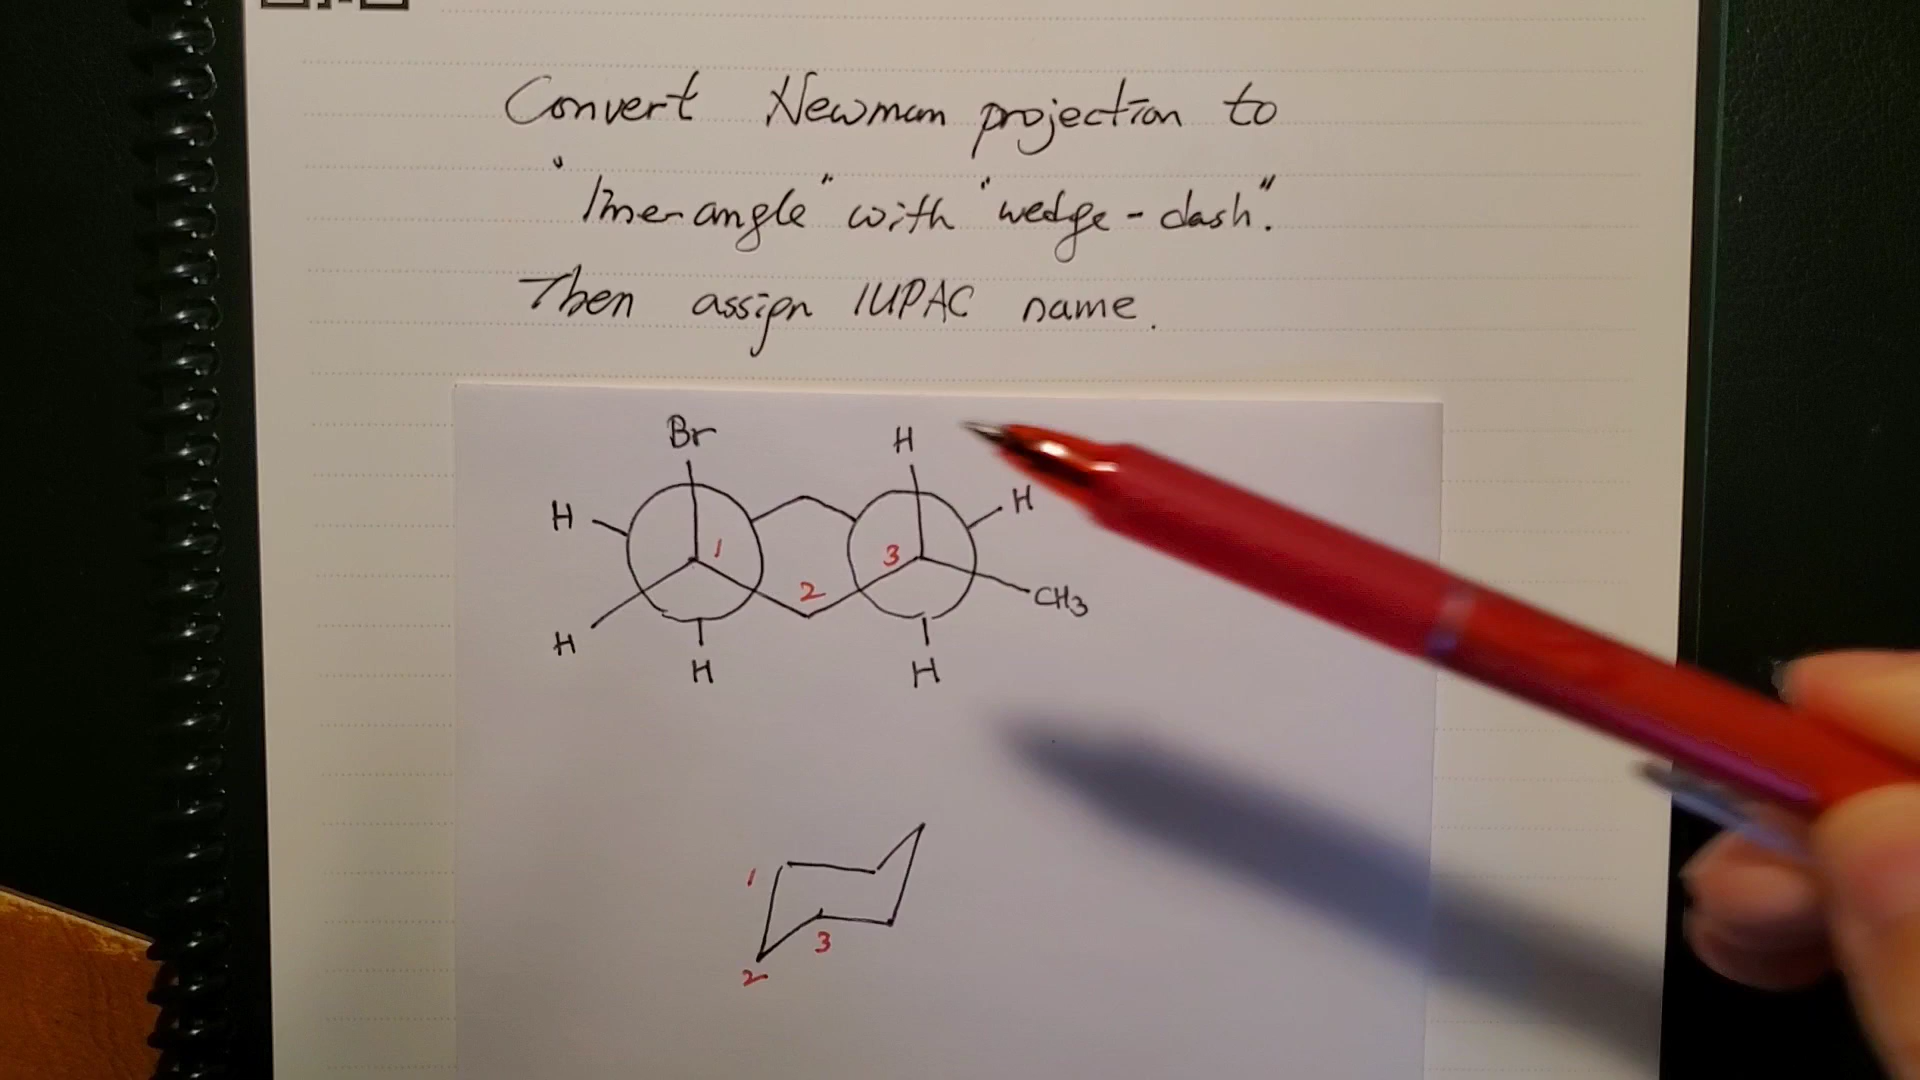 Convert Newman projection to
"line-angle" with "wedge-dash".
Then assign IUPAC name.
Br
H
H
H
1
3
2
CH3
H
H
H
1
3
2